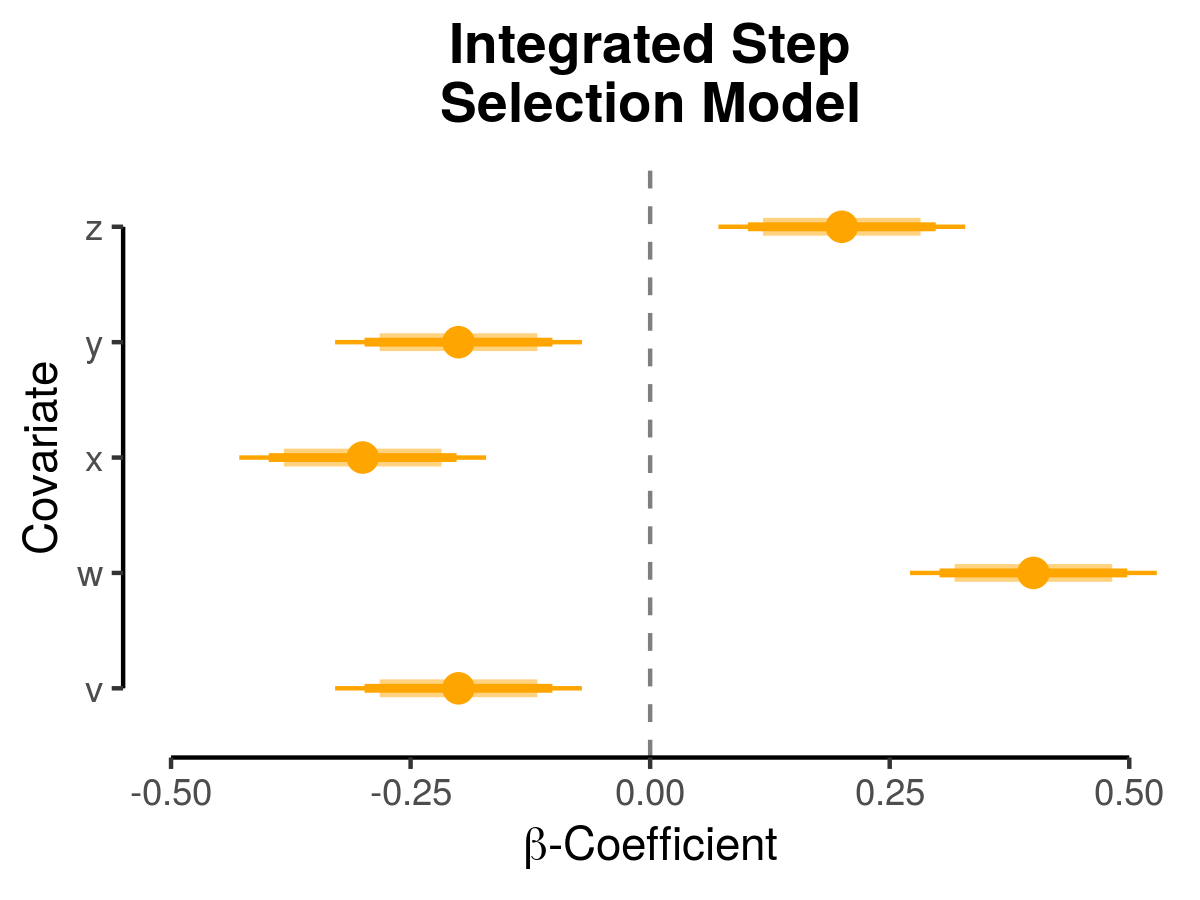 Integrated Step
Selection Model
z
y
x
w
v
Covariate
-0.50 -0.25 0.00 0.25 0.50
β-Coefficient